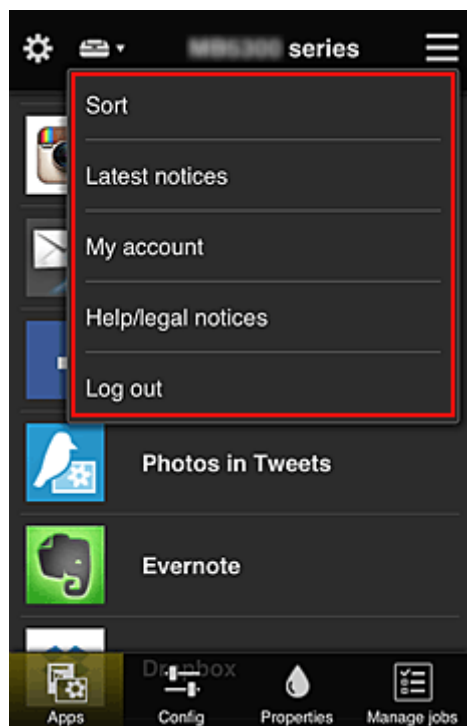 series
Sort
Latest notices
My account
Help/legal notices
Log out
Photos in Tweets
Evernote
Dropbox
Apps
Config
Properties
Manage jobs